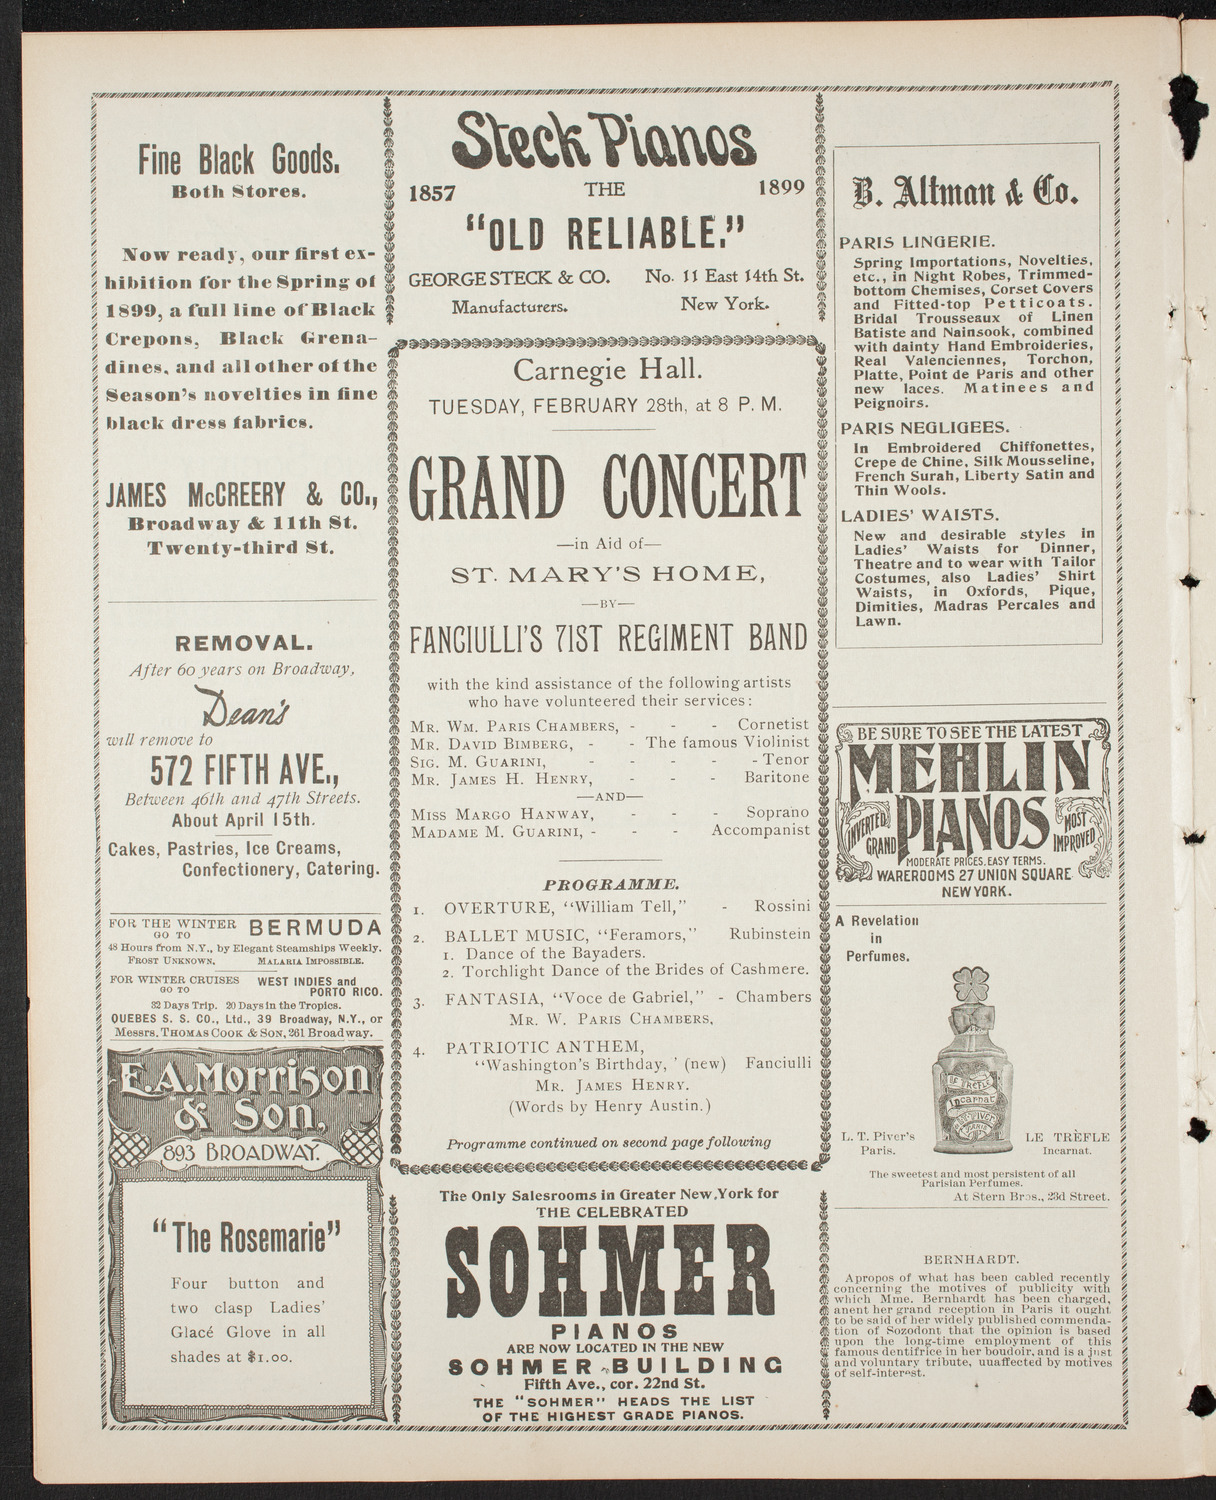 Fine Black Goods.
Both Stores.
Now ready, our first ex-
hibition for the Spring of
1899, a full line of Black
Crepons, Black Grena-
dines, and all other of the
Season's novelties in fine
black dress fabrics.
JAMES McCREERY & CO.,
Broadway & 11th St.
Twenty-third St.
REMOVAL.
After 60 years on Broadway,
Dean's
will remove to
572 FIFTH AVE.,
Between 46th and 47th Streets.
About April 15th.
Cakes, Pastries, Ice Creams,
Confectionery, Catering.
FOR THE WINTER
GO TO BERMUDA
48 Hours from N.Y., by Elegant Steamships Weekly.
FROST UNKNOWN. MALARIA IMPOSSIBLE.
FOR WINTER CRUISES WEST INDIES and
GO TO PORTO RICO.
32 Days Trip. 20 Days in the Tropics.
QUEBES S. S. CO., Ltd., 39 Broadway, N.Y., or
Messrs. THOMAS COOK & SON, 261 Broadway.
E. A. Morrison
& Son,
893 BROADWAY.
"The Rosemarie"
Four button and
two clasp Ladies'
Glacé Glove in all
shades at $1.00.
Steck Pianos
1857 THE 1899
"OLD RELIABLE."
GEORGE STECK & CO. No. 11 East 14th St.
Manufacturers. New York.
Carnegie Hall.
TUESDAY, FEBRUARY 28th, at 8 P. M.
GRAND CONCERT
—in Aid of—
ST. MARY'S HOME,
—BY—
FANCIULLI'S 71ST REGIMENT BAND
with the kind assistance of the following artists
who have volunteered their services:
MR. WM. PARIS CHAMBERS, - - - Cornetist
MR. DAVID BIMBERG, - - The famous Violinist
SIG. M. GUARINI, - - - - - Tenor
MR. JAMES H. HENRY, - - - Baritone
—AND—
MISS MARGO HANWAY, - - - Soprano
MADAME M. GUARINI, - - - Accompanist
PROGRAMME.
1. OVERTURE, "William Tell," - Rossini
2. BALLET MUSIC, "Feramors," Rubinstein
1. Dance of the Bayaders.
2. Torchlight Dance of the Brides of Cashmere.
3. FANTASIA, "Voce de Gabriel," - Chambers
MR. W. PARIS CHAMBERS,
4. PATRIOTIC ANTHEM,
"Washington's Birthday, ' (new) Fanciulli
MR. JAMES HENRY.
(Words by Henry Austin.)
Programme continued on second page following
The Only Salesrooms in Greater New York for
THE CELEBRATED
SOHMER
PIANOS
ARE NOW LOCATED IN THE NEW
SOHMER BUILDING
Fifth Ave., cor. 22nd St.
THE "SOHMER" HEADS THE LIST
OF THE HIGHEST GRADE PIANOS.
B. Altman & Co.
PARIS LINGERIE.
Spring Importations, Novelties,
etc., in Night Robes, Trimmed-
bottom Chemises, Corset Covers
and Fitted-top Petticoats.
Bridal Trousseaux of Linen
Batiste and Nainsook, combined
with dainty Hand Embroideries,
Real Valenciennes, Torchon,
Platte, Point de Paris and other
new laces. Matinees and
Peignoirs.
PARIS NEGLIGEES.
In Embroidered Chiffonettes,
Crepe de Chine, Silk Mousseline,
French Surah, Liberty Satin and
Thin Wools.
LADIES' WAISTS.
New and desirable styles in
Ladies' Waists for Dinner,
Theatre and to wear with Tailor
Costumes, also Ladies' Shirt
Waists, in Oxfords, Pique,
Dimities, Madras Percales and
Lawn.
BE SURE TO SEE THE LATEST
MEHLIN
INVERTED GRAND PIANOS MOST IMPROVED
MODERATE PRICES. EASY TERMS.
WAREROOMS 27 UNION SQUARE
NEW YORK.
A Revelation
in
Perfumes.
LE TRÈFLE
Incarnat
L. T. PIVER
PARIS
L. T. Piver's LE TRÈFLE
Paris. Incarnat.
The sweetest and most persistent of all
Parisian Perfumes.
At Stern Bros., 23d Street.
BERNHARDT.
Apropos of what has been cabled recently
concerning the motives of publicity with
which Mme. Bernhardt has been charged,
anent her grand reception in Paris it ought
to be said of her widely published commenda-
tion of Sozodont that the opinion is based
upon the long-time employment of this
famous dentifrice in her boudoir, and is a just
and voluntary tribute, uuaffected by motives
of self-interest.